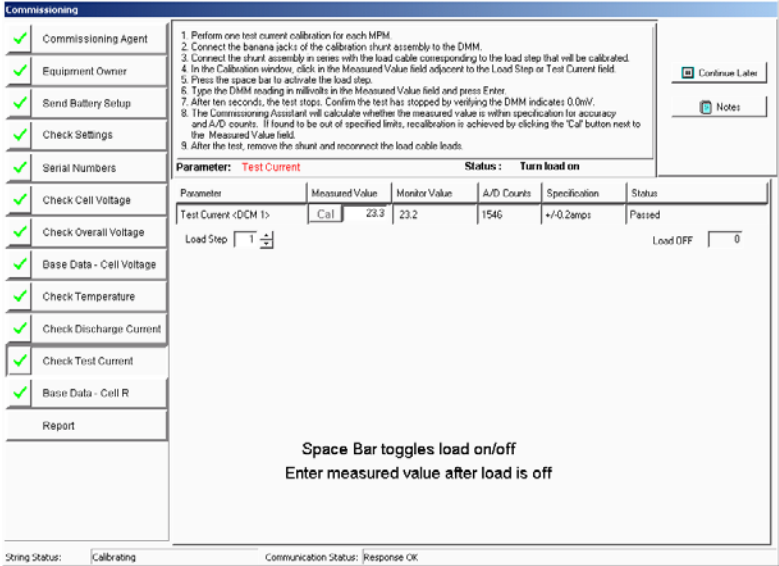 Commissioning
Commissioning Agent
Equipment Owner
Send Battery Setup
Check Settings
Serial Numbers
Check Cell Voltage
Check Overall Voltage
Base Data - Cell Voltage
Check Temperature
Check Discharge Current
Check Test Current
Base Data - Cell R
Report
1. Perform one test current calibration for each MPM.
2. Connect the banana jacks of the calibration shunt assembly to the DMM.
3. Connect the shunt assembly in series with the load cable corresponding to the load step that will be calibrated.
4. In the Calibration window, click in the Measured Value field adjacent to the Load Step or Test Current field.
5. Press the space bar to activate the load step.
6. Type the DMM reading in millivolts in the Measured Value field and press Enter.
7. After ten seconds, the test stops. Confirm the test has stopped by verifying the DMM indicates 0.0mV.
8. The Commissioning Assistant will calculate whether the measured value is within specification for accuracy
and A/D counts. If found to be out of specified limits, recalibration is achieved by clicking the 'Cal' button next to
the Measured Value field.
9. After the test, remove the shunt and reconnect the load cable leads.
Continue Later
Notes
Parameter: Test Current Status : Turn load on
Parameter Measured Value Monitor Value A/D Counts Specification Status
Test Current <DCM 1> Cal 23.3 23.2 1546 +/-0.2amps Passed
Load Step 1 Load OFF 0
Space Bar toggles load on/off
Enter measured value after load is off
String Status: Calibrating Communication Status: Response OK